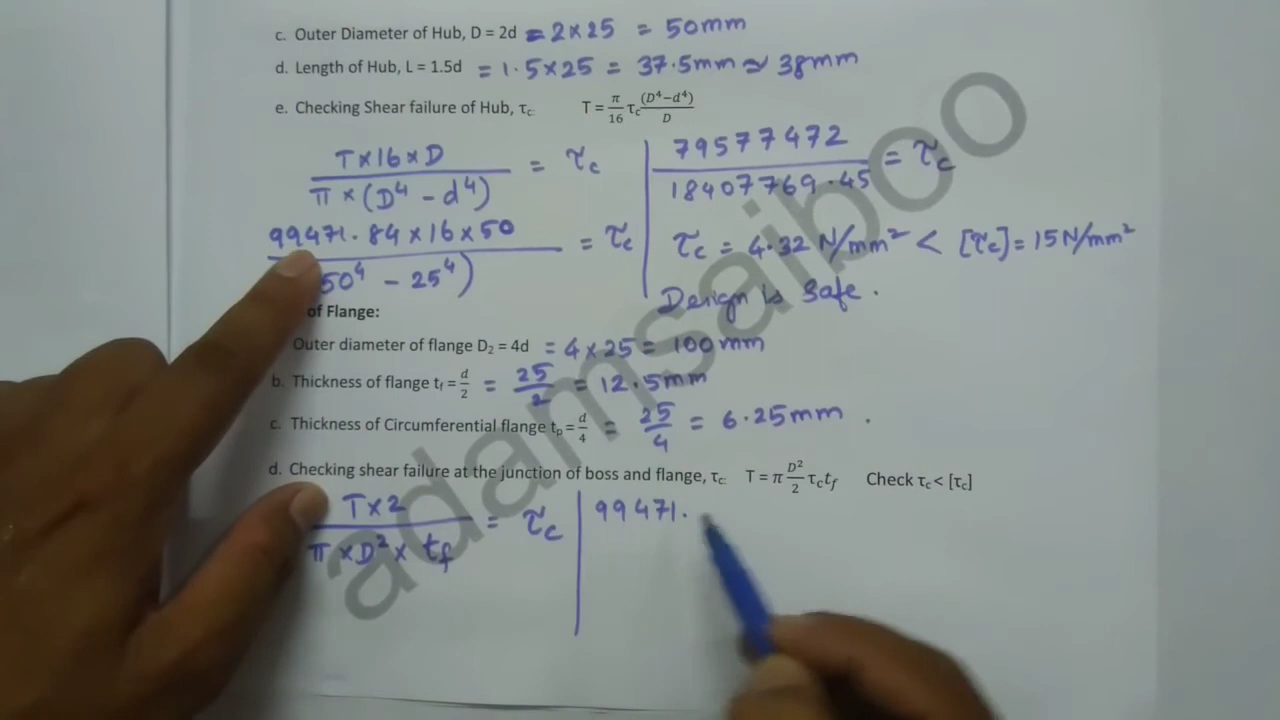 c. Outer Diameter of Hub, D = 2d = 2×25 = 50mm
d. Length of Hub, L = 1.5d = 1.5×25 = 37.5mm ≃ 38mm
e. Checking Shear failure of Hub, τc: T = π/16 τc (D⁴−d⁴)/D
T×16×D / π×(D⁴ − d⁴) = τc
79577472 / 18407769.45 = τc
99471.84×16×50 / 50⁴ − 25⁴) = τc
τc = 4.32 N/mm² < [τc] = 15N/mm²
Design is Safe.
of Flange:
Outer diameter of flange D₂ = 4d = 4×25 = 100mm
b. Thickness of flange tf = d/2 = 25/2 = 12.5mm
c. Thickness of Circumferential flange tp = d/4 = 25/4 = 6.25mm .
d. Checking shear failure at the junction of boss and flange, τc: T = π D²/2 τc tf Check τc < [τc]
T×2 / π×D²× tf = τc
99471.
adamsaiboo